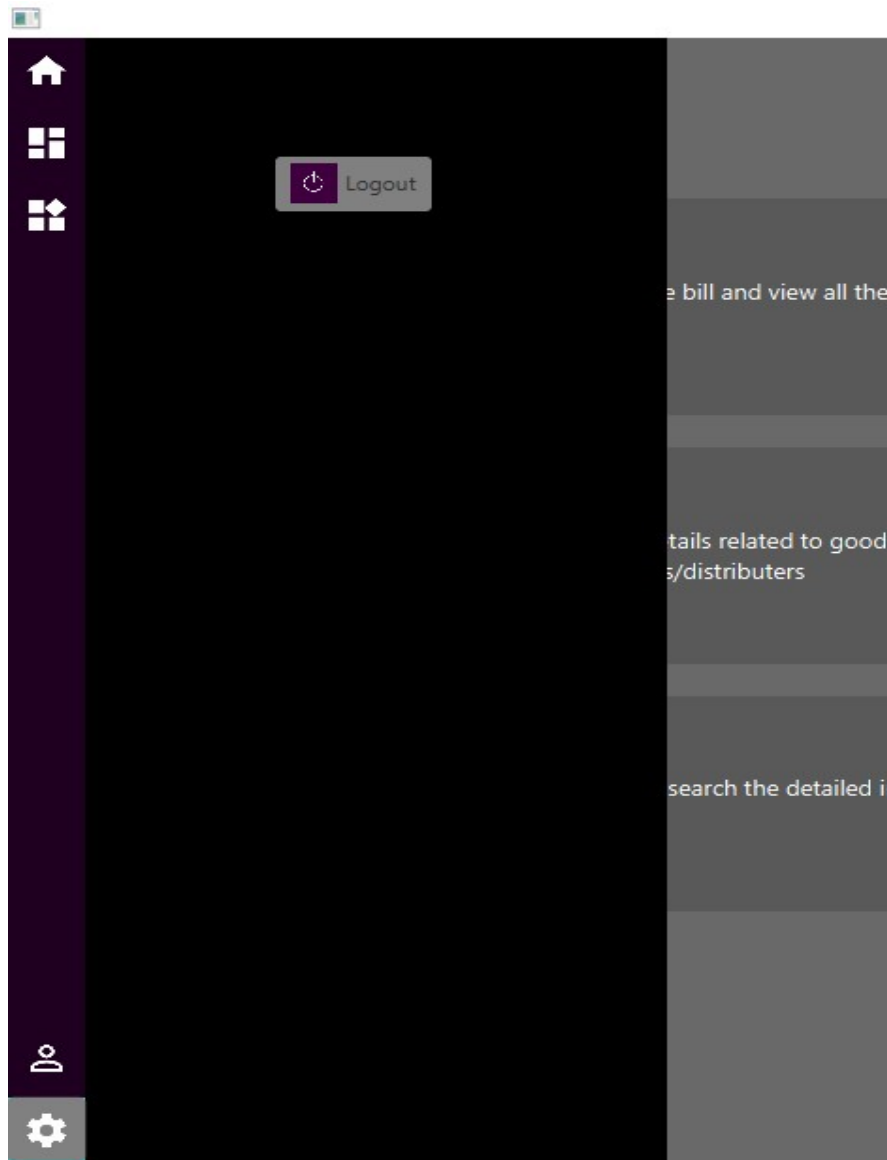 Logout
bill and view all the
tails related to good
s/distributers
search the detailed i